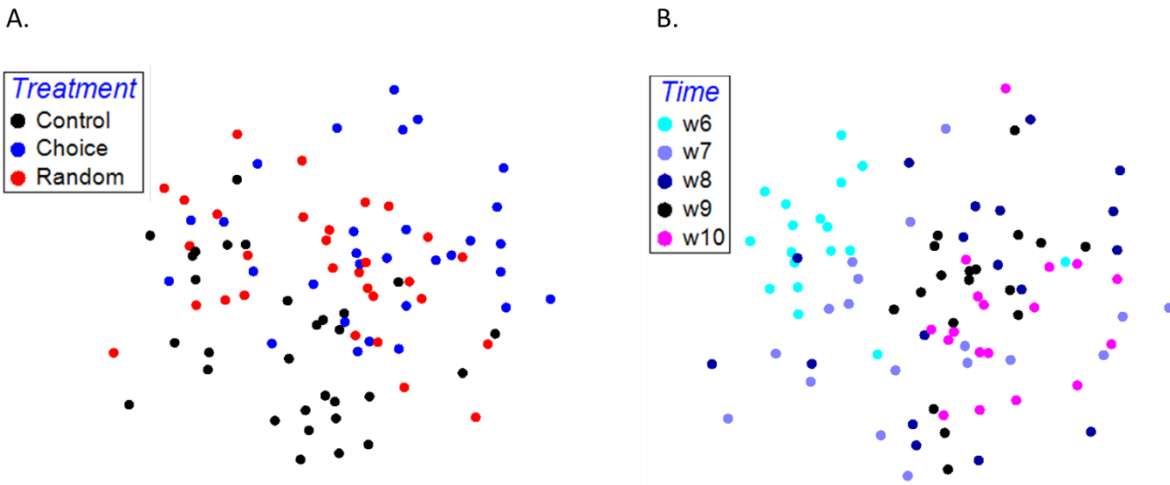 A.
B.
Treatment
Control
Choice
Random
Time
w6
w7
w8
w9
w10